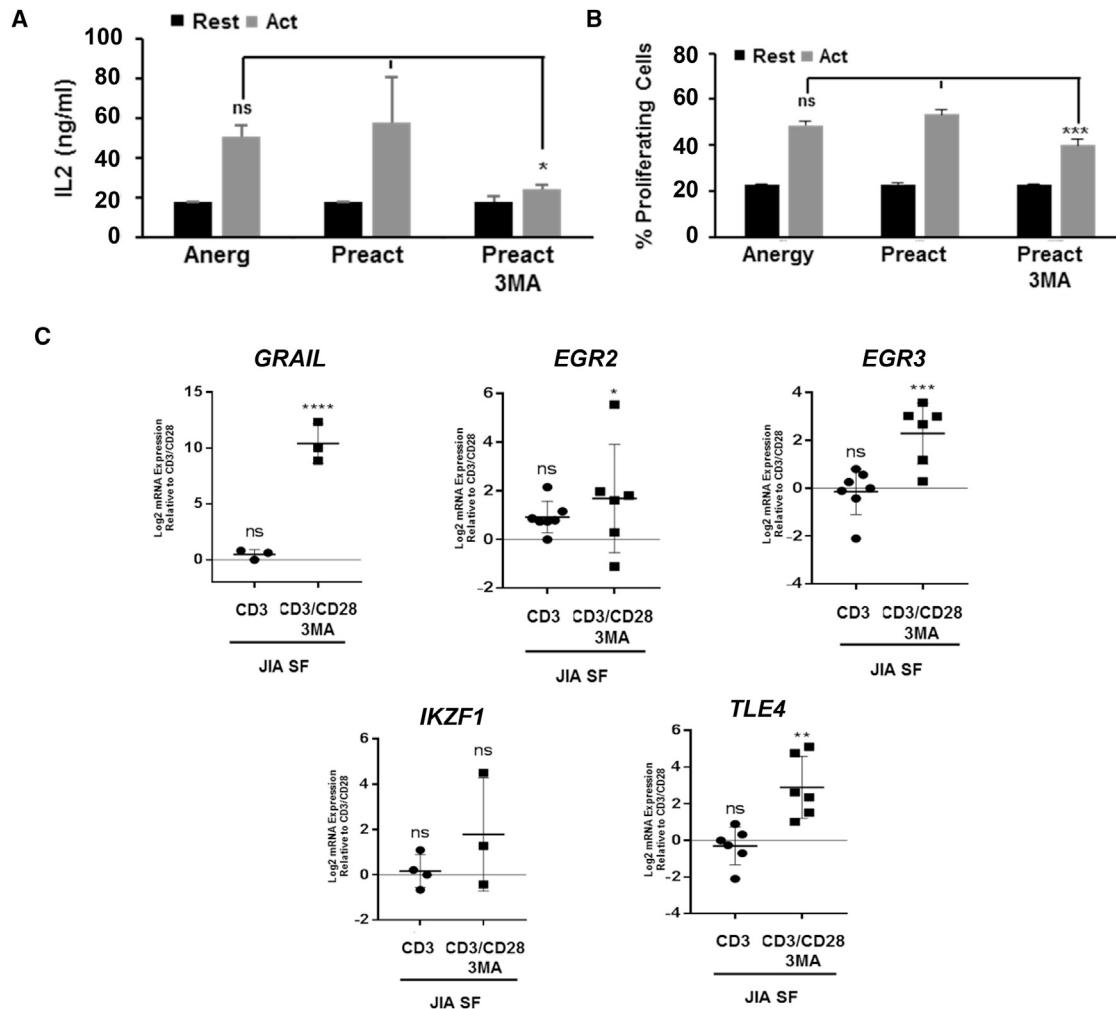 A
Rest Act
IL2 (ng/ml)
100
80
60
40
20
0
ns
*
Anerg
Preact
Preact
3MA
B
Rest Act
% Proliferating Cells
80
60
40
20
0
ns
***
Anergy
Preact
Preact
3MA
C
GRAIL
Log2 mRNA Expression
Relative to CD3/CD28
15
10
5
0
ns
****
CD3
CD3/CD28
3MA
JIA SF
EGR2
Log2 mRNA Expression
Relative to CD3/CD28
6
4
2
0
-2
ns
*
CD3
CD3/CD28
3MA
JIA SF
EGR3
Log2 mRNA Expression
Relative to CD3/CD28
4
2
0
-2
-4
ns
***
CD3
CD3/CD28
3MA
JIA SF
IKZF1
Log2 mRNA Expression
Relative to CD3/CD28
6
4
2
0
-2
ns
ns
CD3
CD3/CD28
3MA
JIA SF
TLE4
Log2 mRNA Expression
Relative to CD3/CD28
6
4
2
0
-2
-4
ns
**
CD3
CD3/CD28
3MA
JIA SF